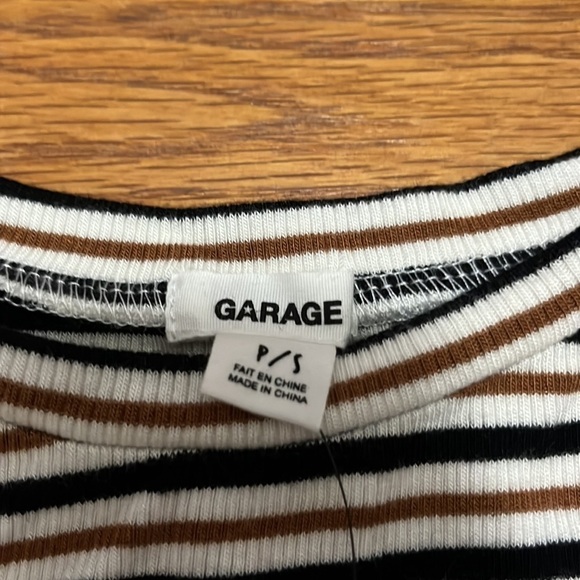 GARAGE
P/S
FAIT EN CHINE
MADE IN CHINA